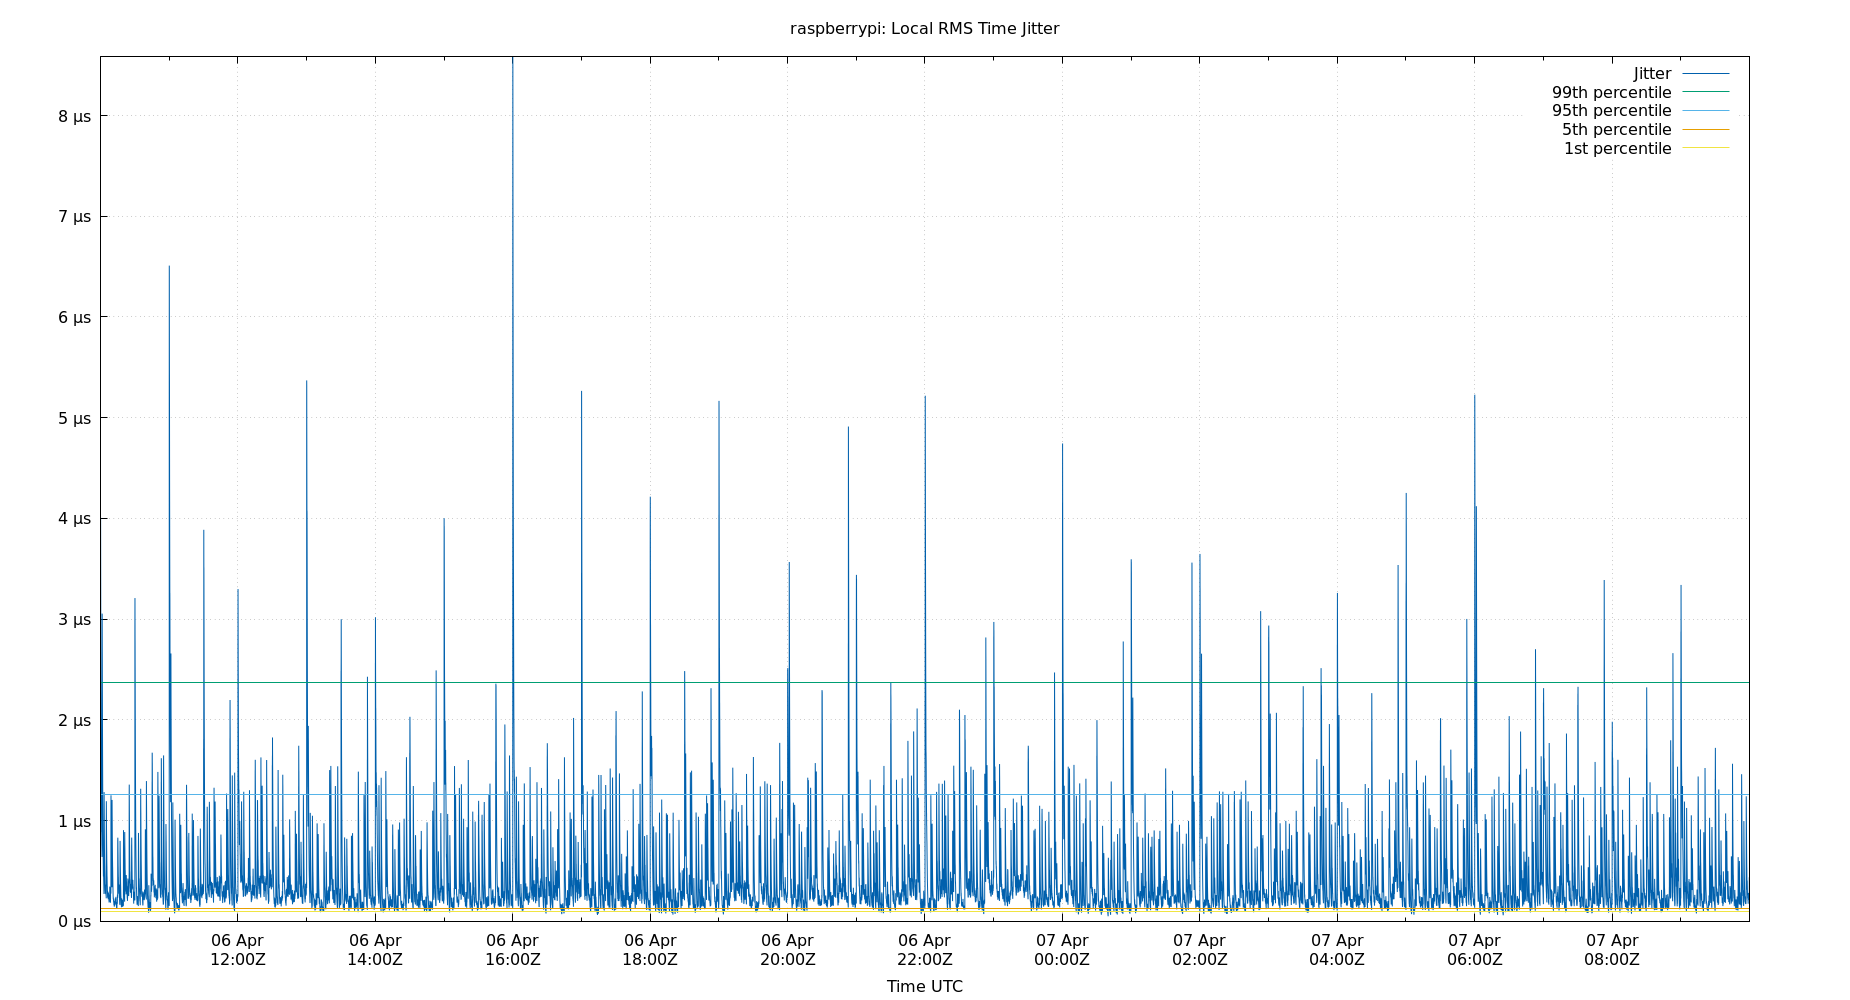 raspberrypi: Local RMS Time Jitter
Jitter
99th percentile
95th percentile
5th percentile
1st percentile
8 µs
7 µs
6 µs
5 µs
4 µs
3 µs
2 µs
1 µs
0 µs
06 Apr 06 Apr 06 Apr 06 Apr 06 Apr 06 Apr 07 Apr 07 Apr 07 Apr 07 Apr 07 Apr
12:00Z 14:00Z 16:00Z 18:00Z 20:00Z 22:00Z 00:00Z 02:00Z 04:00Z 06:00Z 08:00Z
Time UTC